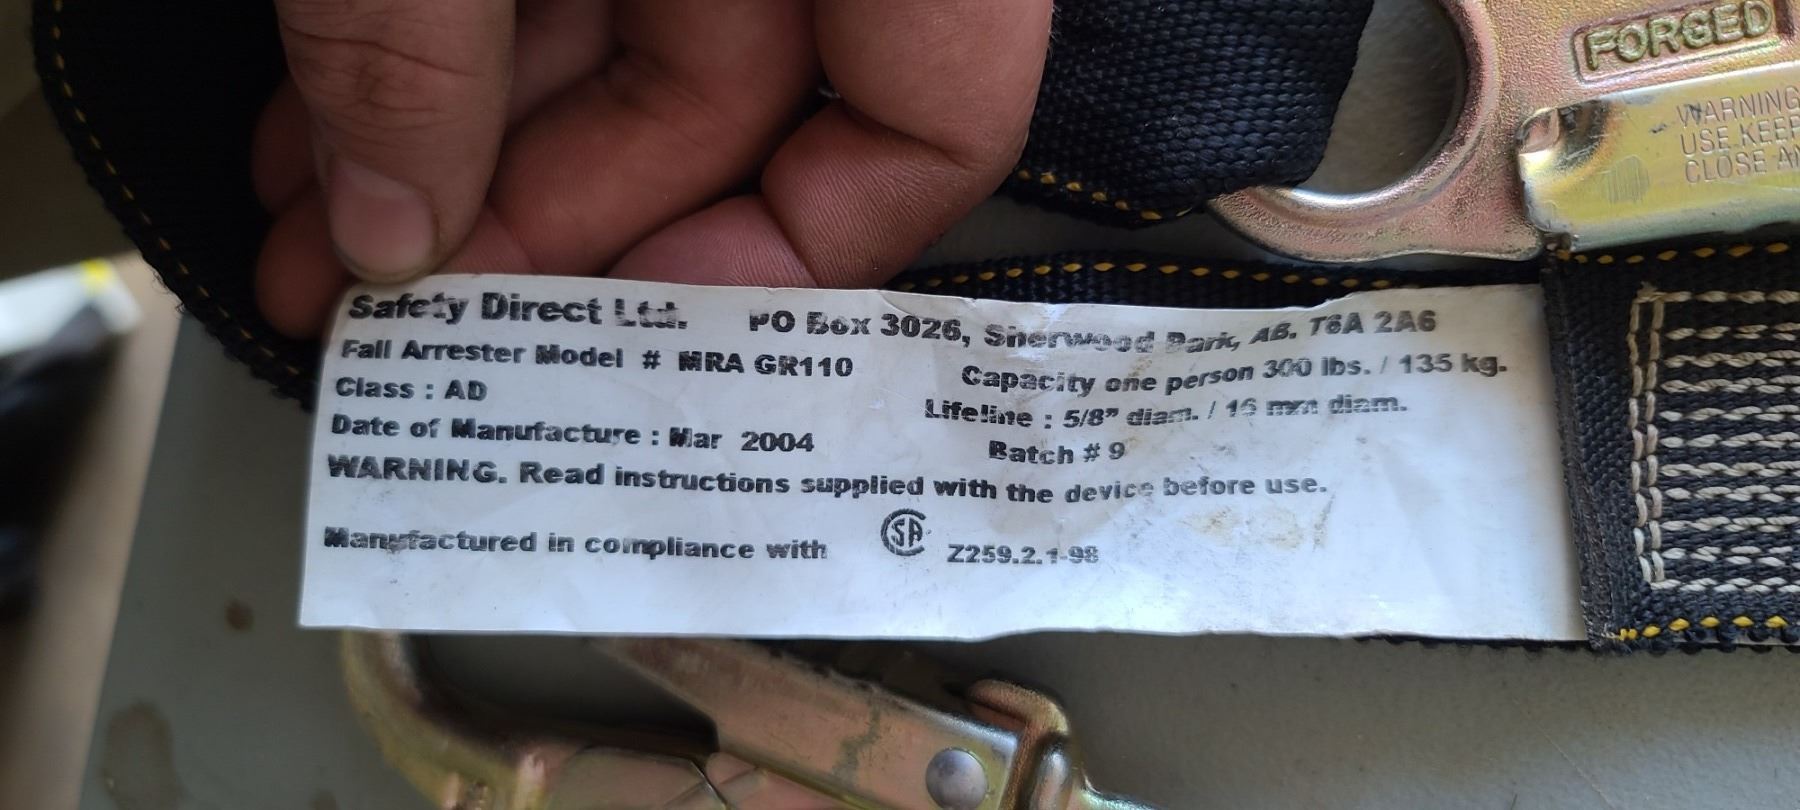 FORGED
WARNING
USE KEEP
CLOSE AN
Safety Direct Ltd. PO Box 3026, Sherwood Park, AB. T6A 2A6
Fall Arrester Model # MRA GR110 Capacity one person 300 lbs. / 135 kg.
Class : AD Lifeline : 5/8" diam. / 16 mm diam.
Date of Manufacture : Mar 2004 Batch # 9
WARNING. Read instructions supplied with the device before use.
Manufactured in compliance with CSA Z259.2.1-98